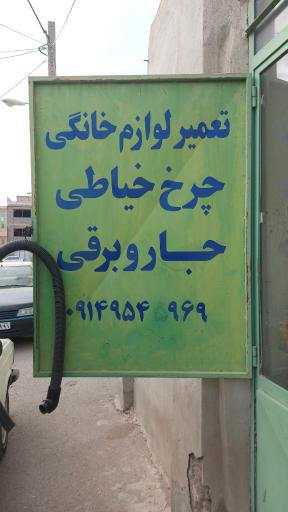 تعمیر لوازم خانگی
چرخ خیاطی
جاروبرقی
۰۹۱۴۹۵۴ ۹۶۹